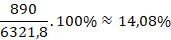 890/6321,8 . 100% ≈ 14,08%